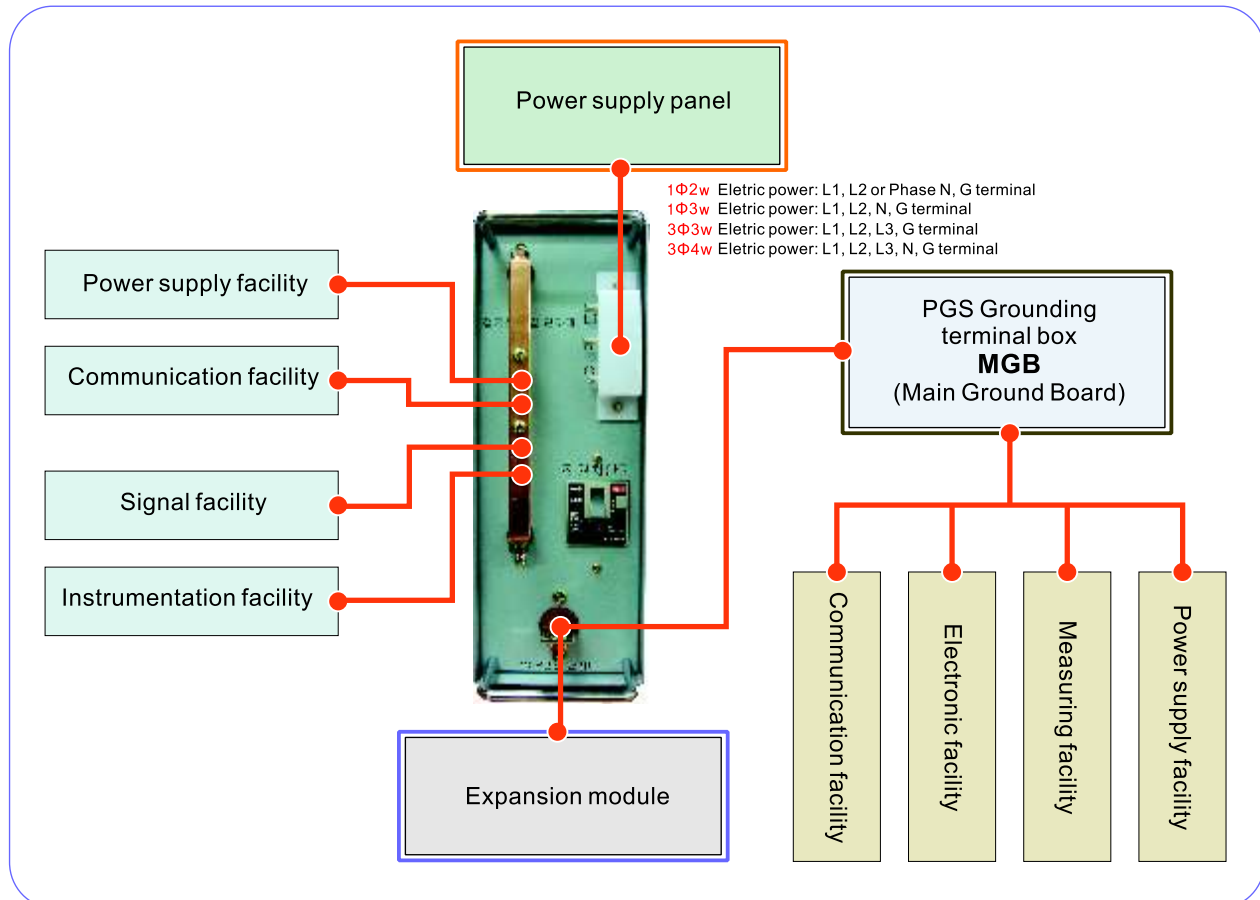 Power supply panel
1Φ2w Eletric power: L1, L2 or Phase N, G terminal
1Φ3w Eletric power: L1, L2, N, G terminal
3Φ3w Eletric power: L1, L2, L3, G terminal
3Φ4w Eletric power: L1, L2, L3, N, G terminal
Power supply facility
Communication facility
Signal facility
Instrumentation facility
PGS Grounding
terminal box
MGB
(Main Ground Board)
Communication facility
Electronic facility
Measuring facility
Power supply facility
Expansion module